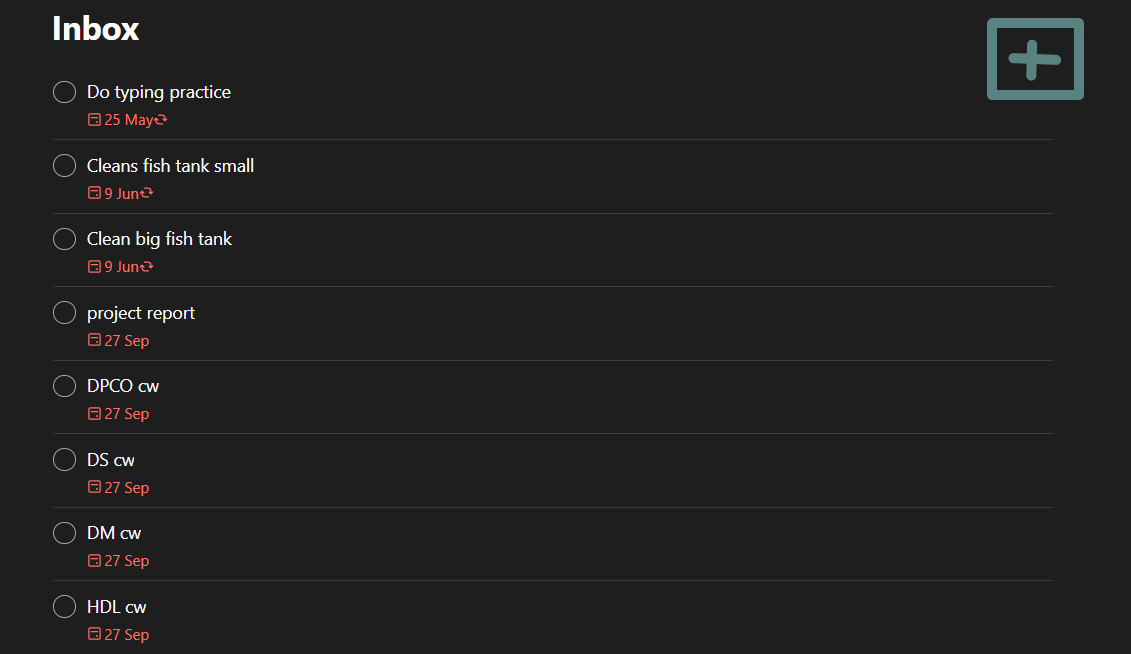 Inbox
Do typing practice
25 May
Cleans fish tank small
9 Jun
Clean big fish tank
9 Jun
project report
27 Sep
DPCO cw
27 Sep
DS cw
27 Sep
DM cw
27 Sep
HDL cw
27 Sep